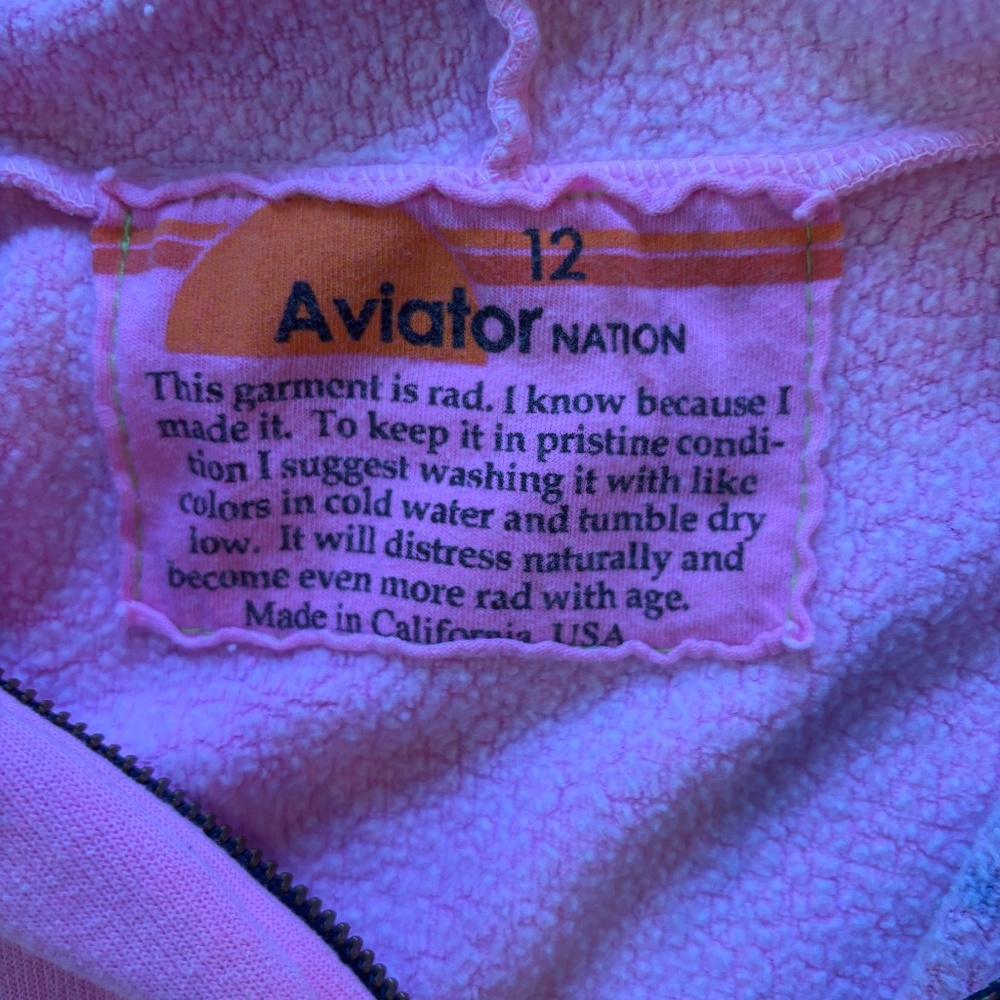 12
Aviator NATION
This garment is rad. I know because I
made it. To keep it in pristine condi-
tion I suggest washing it with like
colors in cold water and tumble dry
low. It will distress naturally and
become even more rad with age.
Made in California, USA